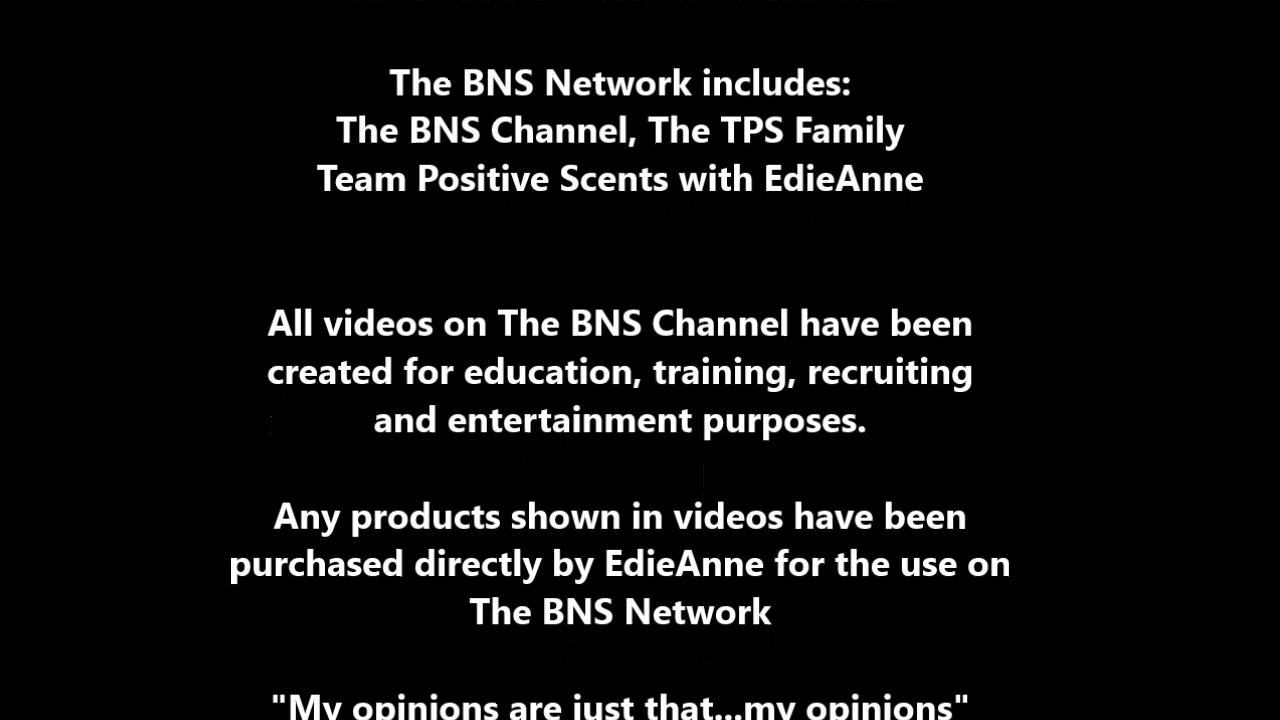 The BNS Network includes:
The BNS Channel, The TPS Family
Team Positive Scents with EdieAnne
All videos on The BNS Channel have been
created for education, training, recruiting
and entertainment purposes.
Any products shown in videos have been
purchased directly by EdieAnne for the use on
The BNS Network
"My opinions are just that...my opinions"